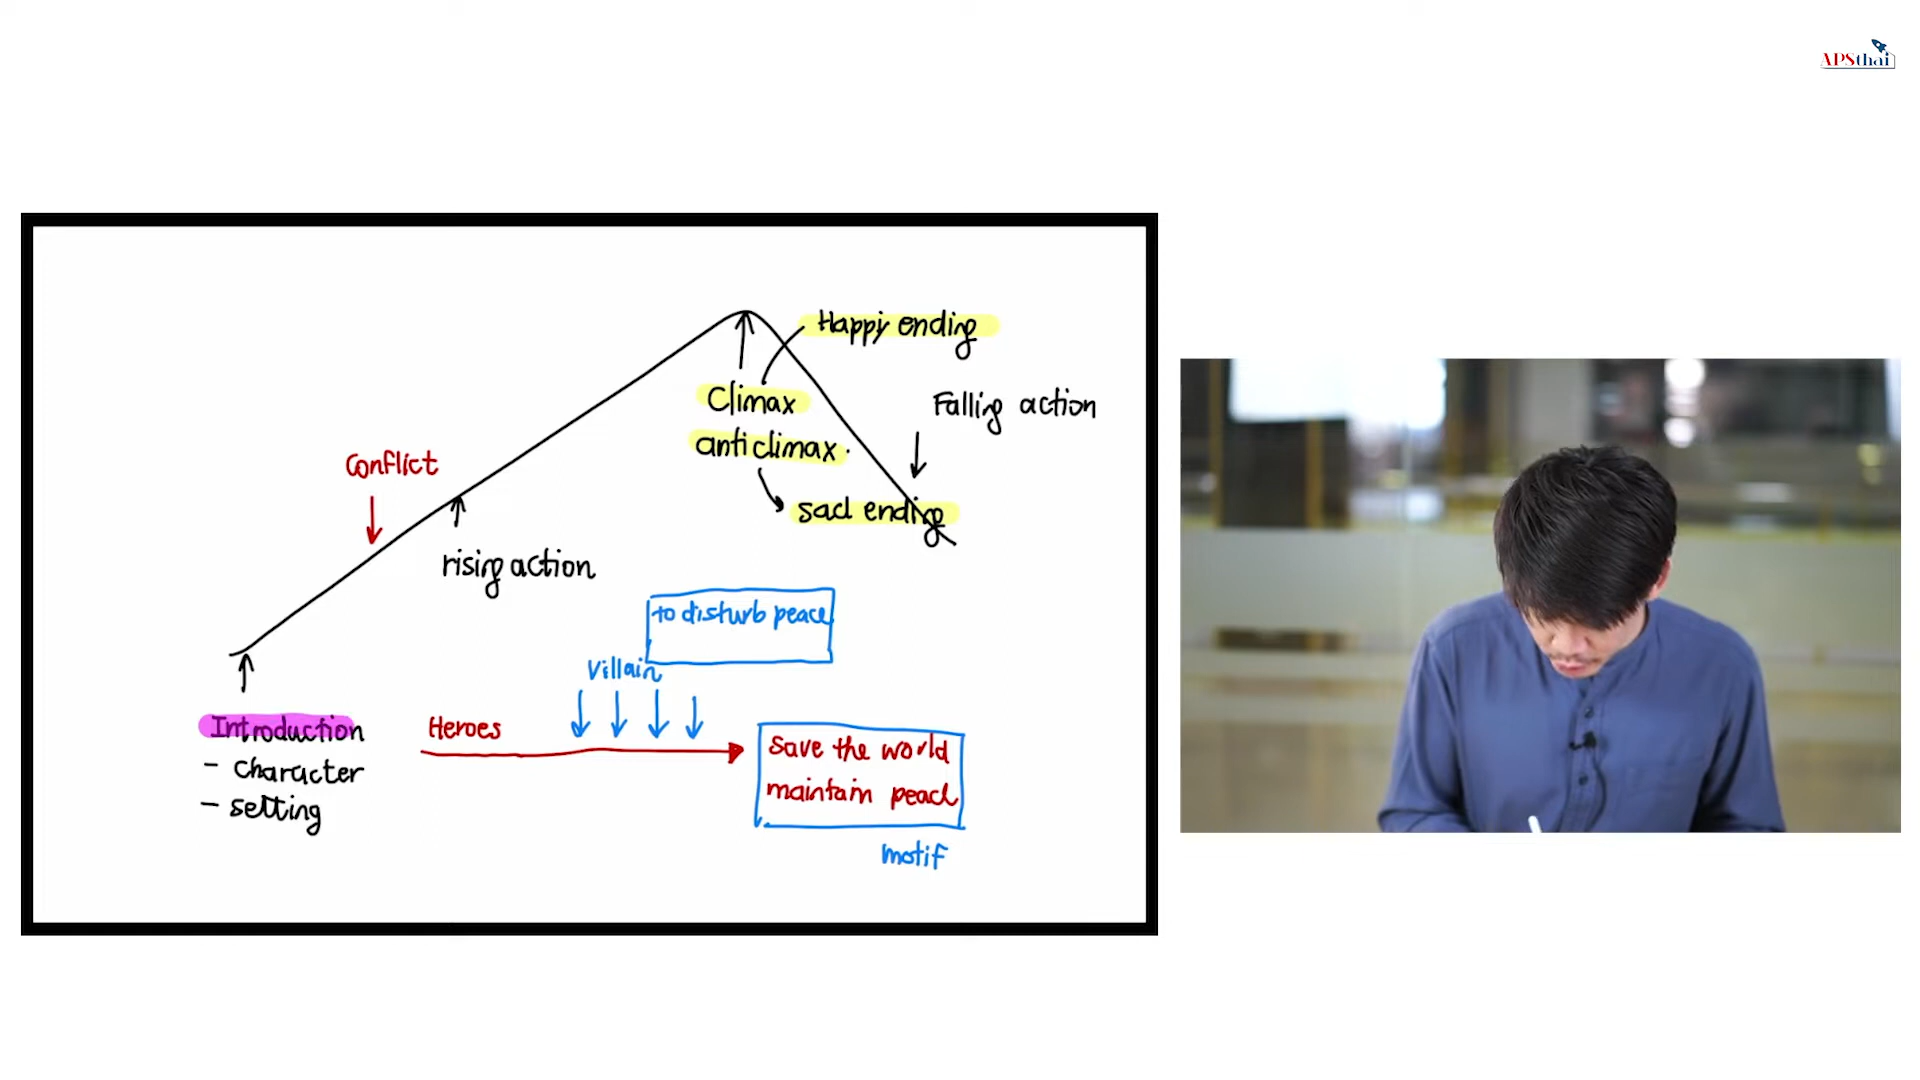 APSthai
Happy ending
Climax
Falling action
anticlimax
Conflict
sad ending
rising action
to disturb peace
Villain
Introduction
Heroes
- Character
save the world
- setting
maintain peace
motif